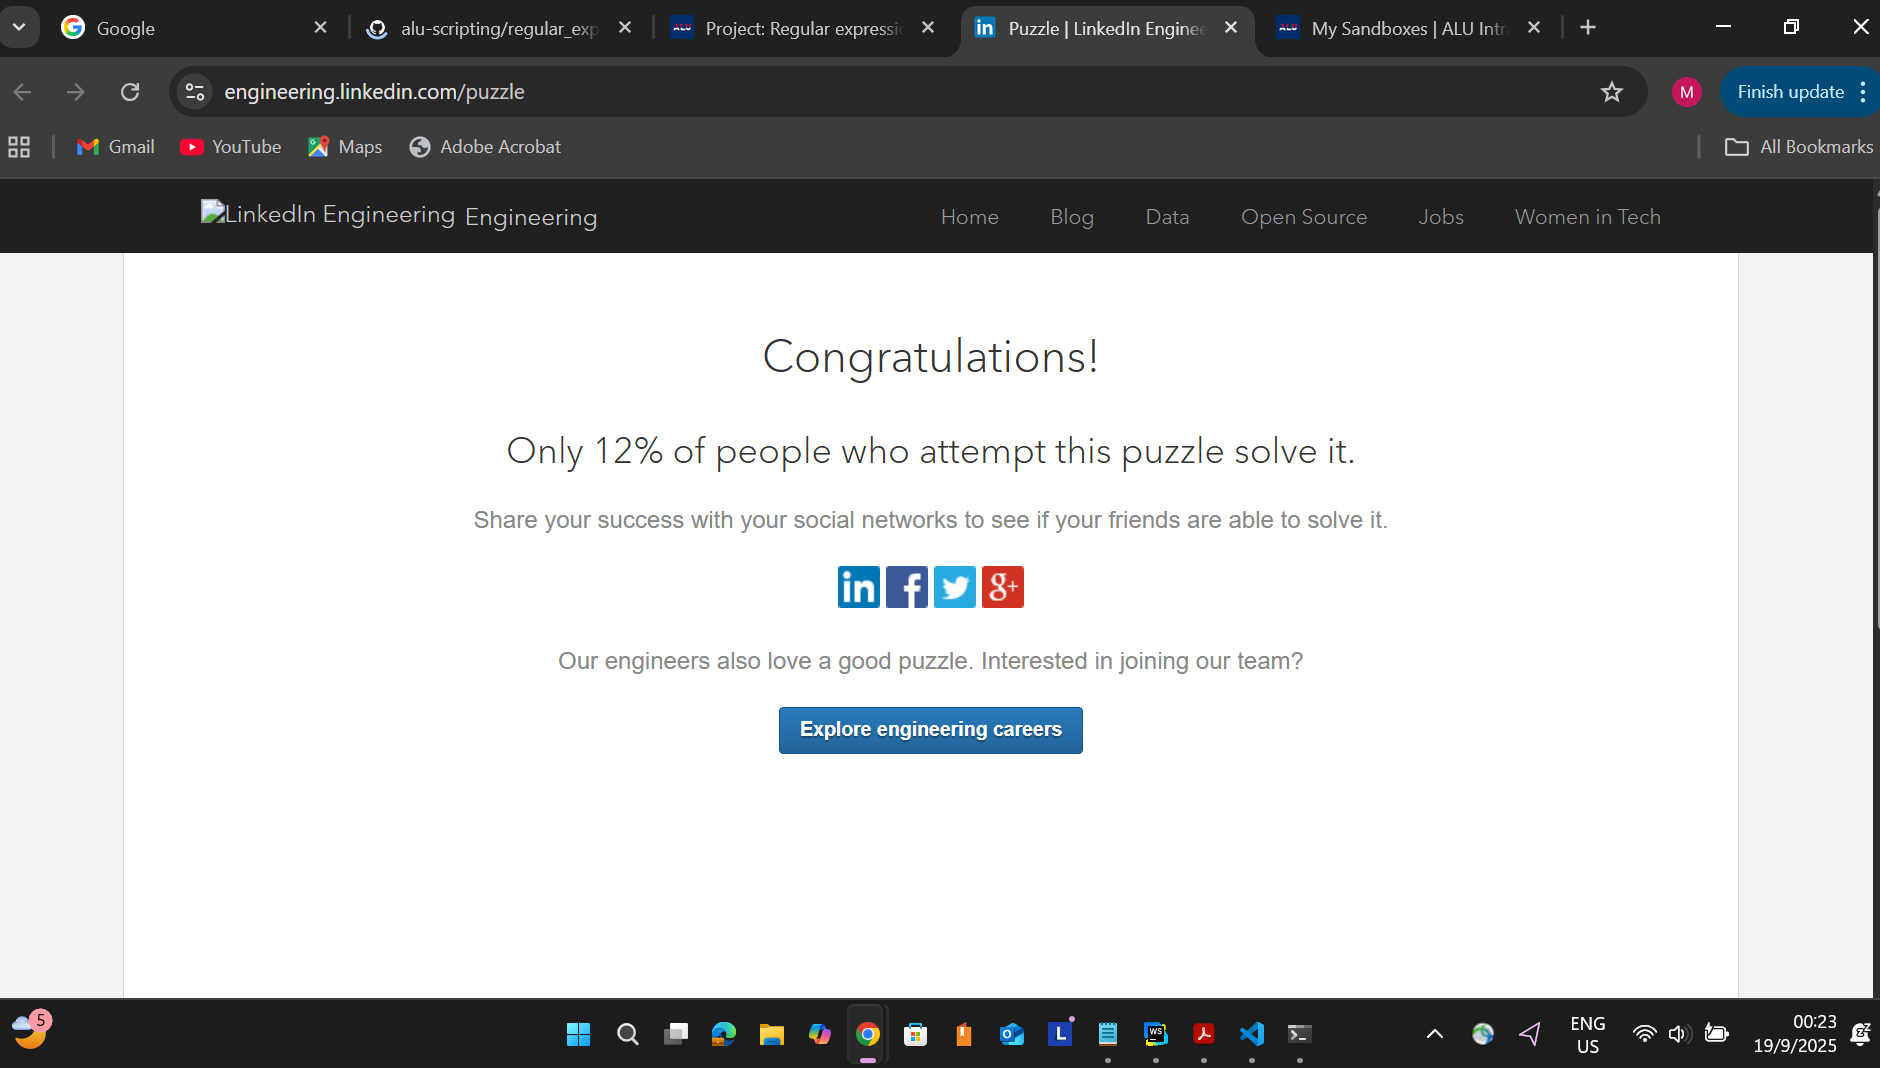 Google
alu-scripting/regular_exp
Project: Regular expressi
Puzzle | LinkedIn Enginee
My Sandboxes | ALU Intr
engineering.linkedin.com/puzzle
M
Finish update
Gmail
YouTube
Maps
Adobe Acrobat
All Bookmarks
LinkedIn Engineering Engineering
Home
Blog
Data
Open Source
Jobs
Women in Tech
Congratulations!
Only 12% of people who attempt this puzzle solve it.
Share your success with your social networks to see if your friends are able to solve it.
in f g+
Our engineers also love a good puzzle. Interested in joining our team?
Explore engineering careers
5
L
WS
ENG
US
00:23
19/9/2025